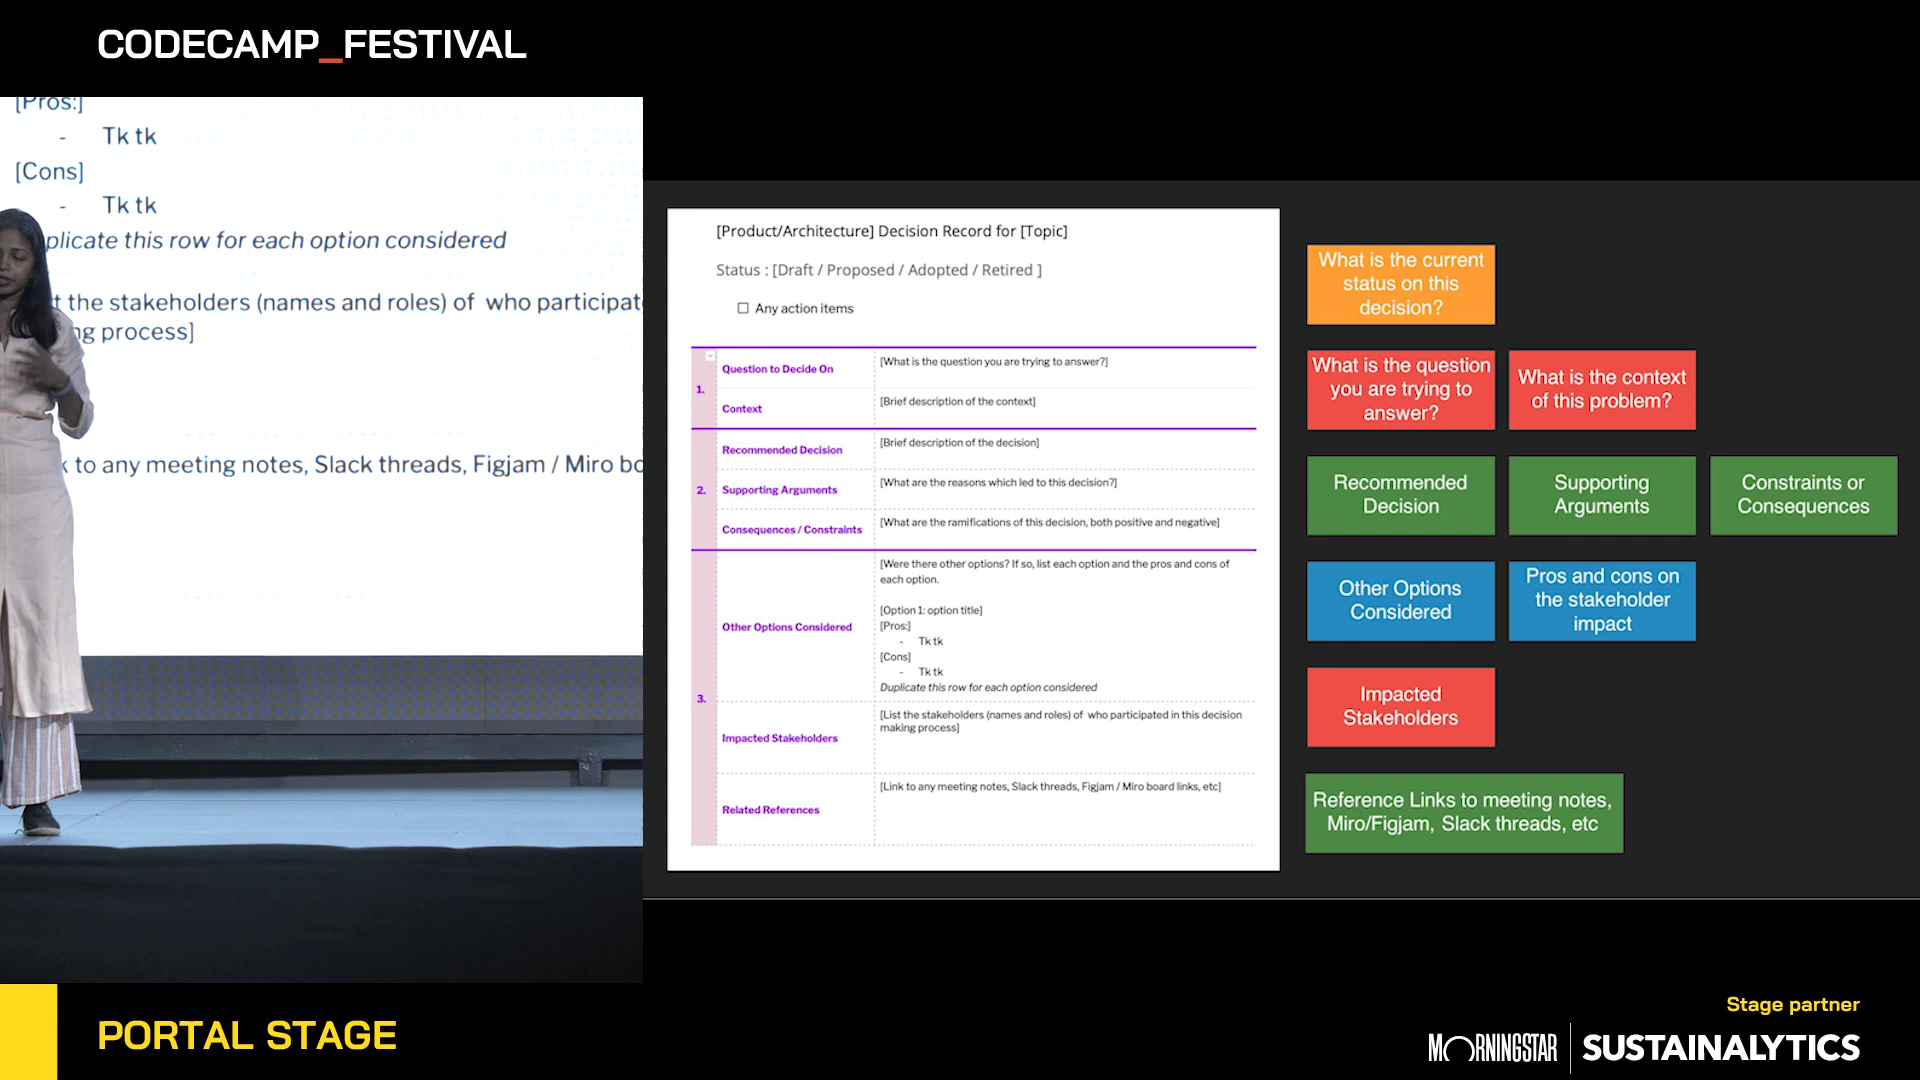 CODECAMP_FESTIVAL
[Pros:]
- Tk tk
[Cons]
- Tk tk
plicate this row for each option considered
t the stakeholders (names and roles) of who participat
ng process]
to any meeting notes, Slack threads, Figjam / Miro bo
[Product/Architecture] Decision Record for [Topic]
Status : [Draft / Proposed / Adopted / Retired ]
Any action items
1.
Question to Decide On
[What is the question you are trying to answer?]
Context
[Brief description of the context]
2.
Recommended Decision
[Brief description of the decision]
Supporting Arguments
[What are the reasons which led to this decision?]
Consequences / Constraints
[What are the ramifications of this decision, both positive and negative]
3.
Other Options Considered
[Were there other options? If so, list each option and the pros and cons of
each option.
[Option 1: option title]
[Pros:]
- Tk tk
[Cons]
- Tk tk
Duplicate this row for each option considered
Impacted Stakeholders
[List the stakeholders (names and roles) of who participated in this decision
making process]
Related References
[Link to any meeting notes, Slack threads, Figjam / Miro board links, etc]
What is the current
status on this
decision?
What is the question
you are trying to
answer?
What is the context
of this problem?
Recommended
Decision
Supporting
Arguments
Constraints or
Consequences
Other Options
Considered
Pros and cons on
the stakeholder
impact
Impacted
Stakeholders
Reference Links to meeting notes,
Miro/Figjam, Slack threads, etc
PORTAL STAGE
Stage partner
MORNINGSTAR | SUSTAINALYTICS